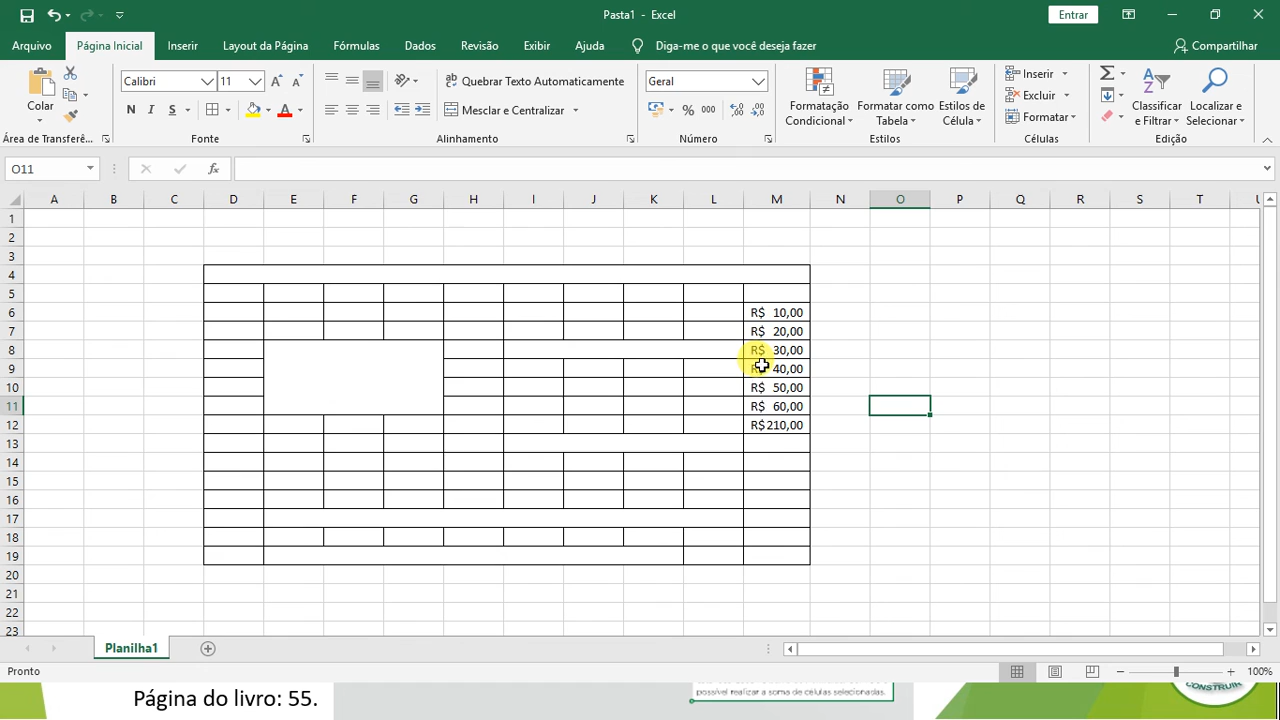 Pasta1 - Excel
Entrar
Arquivo Página Inicial Inserir Layout da Página Fórmulas Dados Revisão Exibir Ajuda Diga-me o que você deseja fazer Compartilhar
Colar
Calibri 11
N I S A
Quebrar Texto Automaticamente
Mesclar e Centralizar
Geral
% 000
Formatação Condicional
Formatar como Tabela
Estilos de Célula
Inserir
Excluir
Formatar
Classificar e Filtrar
Localizar e Selecionar
Área de Transferê... Fonte Alinhamento Número Estilos Células Edição
O11 fx
A B C D E F G H I J K L M N O P Q R S T U
1
2
3
4
5
6 R$ 10,00
7 R$ 20,00
8 R$ 30,00
9 R$ 40,00
10 R$ 50,00
11 R$ 60,00
12 R$210,00
13
14
15
16
17
18
19
20
21
22
23
Planilha1
Pronto 100%
Página do livro: 55.
possível realizar a soma de células selecionadas.
CONSTRUIR